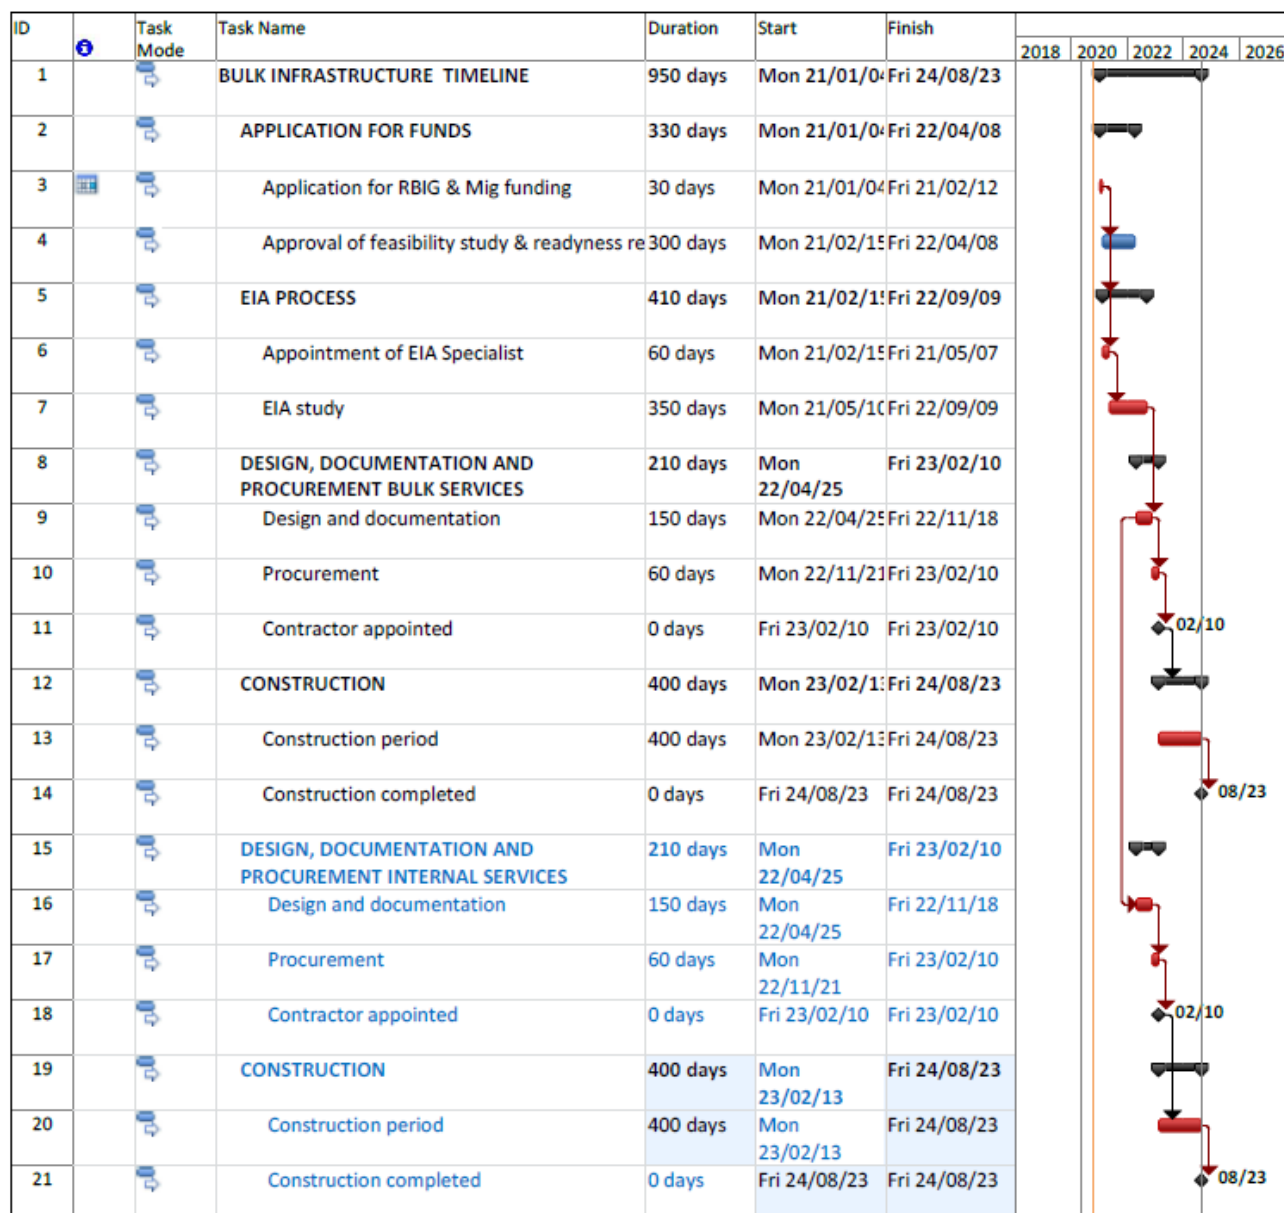 ID Task Mode Task Name Duration Start Finish
2018 2020 2022 2024 2026
1 BULK INFRASTRUCTURE TIMELINE 950 days Mon 21/01/04 Fri 24/08/23
2 APPLICATION FOR FUNDS 330 days Mon 21/01/04 Fri 22/04/08
3 Application for RBIG & Mig funding 30 days Mon 21/01/04 Fri 21/02/12
4 Approval of feasibility study & readyness re 300 days Mon 21/02/15 Fri 22/04/08
5 EIA PROCESS 410 days Mon 21/02/15 Fri 22/09/09
6 Appointment of EIA Specialist 60 days Mon 21/02/15 Fri 21/05/07
7 EIA study 350 days Mon 21/05/10 Fri 22/09/09
8 DESIGN, DOCUMENTATION AND 210 days Mon Fri 23/02/10
PROCUREMENT BULK SERVICES 22/04/25
9 Design and documentation 150 days Mon 22/04/25 Fri 22/11/18
10 Procurement 60 days Mon 22/11/21 Fri 23/02/10
11 Contractor appointed 0 days Fri 23/02/10 Fri 23/02/10 02/10
12 CONSTRUCTION 400 days Mon 23/02/13 Fri 24/08/23
13 Construction period 400 days Mon 23/02/13 Fri 24/08/23
14 Construction completed 0 days Fri 24/08/23 Fri 24/08/23 08/23
15 DESIGN, DOCUMENTATION AND 210 days Mon Fri 23/02/10
PROCUREMENT INTERNAL SERVICES 22/04/25
16 Design and documentation 150 days Mon Fri 22/11/18
22/04/25
17 Procurement 60 days Mon Fri 23/02/10
22/11/21
18 Contractor appointed 0 days Fri 23/02/10 Fri 23/02/10 02/10
19 CONSTRUCTION 400 days Mon Fri 24/08/23
23/02/13
20 Construction period 400 days Mon Fri 24/08/23
23/02/13
21 Construction completed 0 days Fri 24/08/23 Fri 24/08/23 08/23